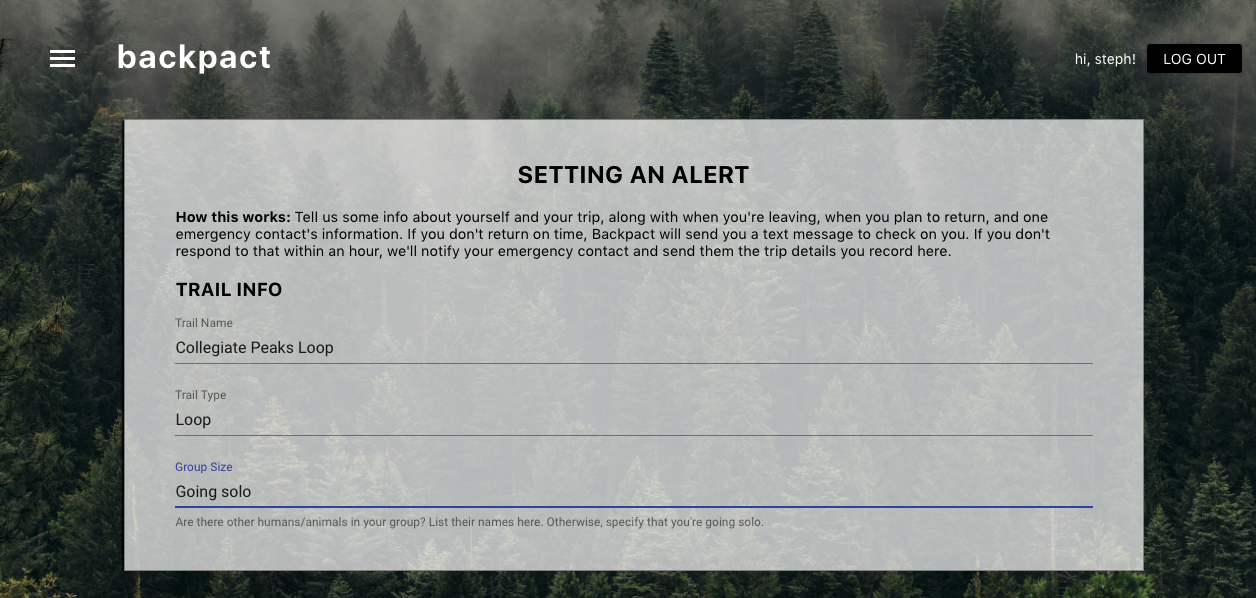 backpact
hi, steph!
LOG OUT
SETTING AN ALERT
How this works: Tell us some info about yourself and your trip, along with when you're leaving, when you plan to return, and one
emergency contact's information. If you don't return on time, Backpact will send you a text message to check on you. If you don't
respond to that within an hour, we'll notify your emergency contact and send them the trip details you record here.
TRAIL INFO
Trail Name
Collegiate Peaks Loop
Trail Type
Loop
Group Size
Going solo
Are there other humans/animals in your group? List their names here. Otherwise, specify that you're going solo.